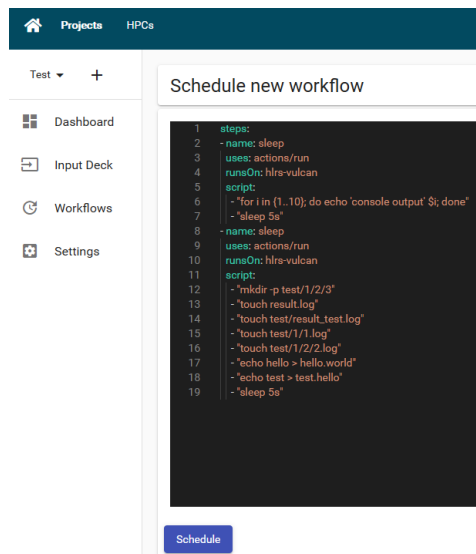 Projects HPCs
Test +
Schedule new workflow
Dashboard
Input Deck
Workflows
Settings
1 steps:
2 - name: sleep
3 uses: actions/run
4 runsOn: hlrs-vulcan
5 script:
6 - "for i in {1..10}; do echo 'console output' $i; done"
7 - "sleep 5s"
8 - name: sleep
9 uses: actions/run
10 runsOn: hlrs-vulcan
11 script:
12 - "mkdir -p test/1/2/3"
13 - "touch result.log"
14 - "touch test/result_test.log"
15 - "touch test/1/1.log"
16 - "touch test/1/2/2.log"
17 - "echo hello > hello.world"
18 - "echo test > test.hello"
19 - "sleep 5s"
Schedule